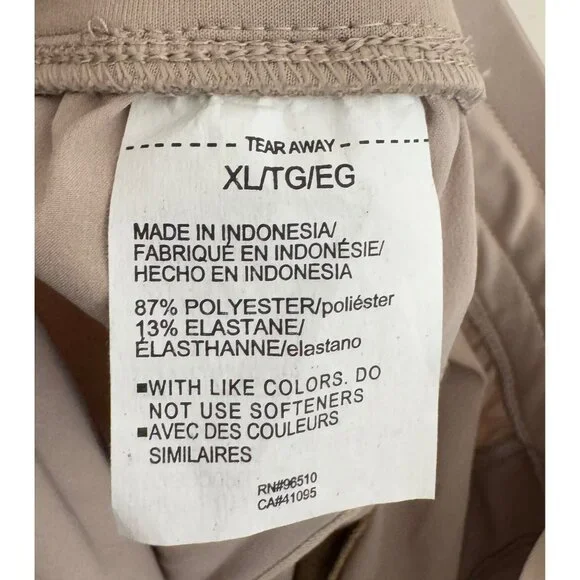 TEAR AWAY
XL/TG/EG
MADE IN INDONESIA/
FABRIQUÉ EN INDONÉSIE/
HECHO EN INDONESIA
87% POLYESTER/poliéster
13% ELASTANE/
ÉLASTHANNE/elastano
▪WITH LIKE COLORS. DO
NOT USE SOFTENERS
▪AVEC DES COULEURS
SIMILAIRES
RN#96510
CA#41095